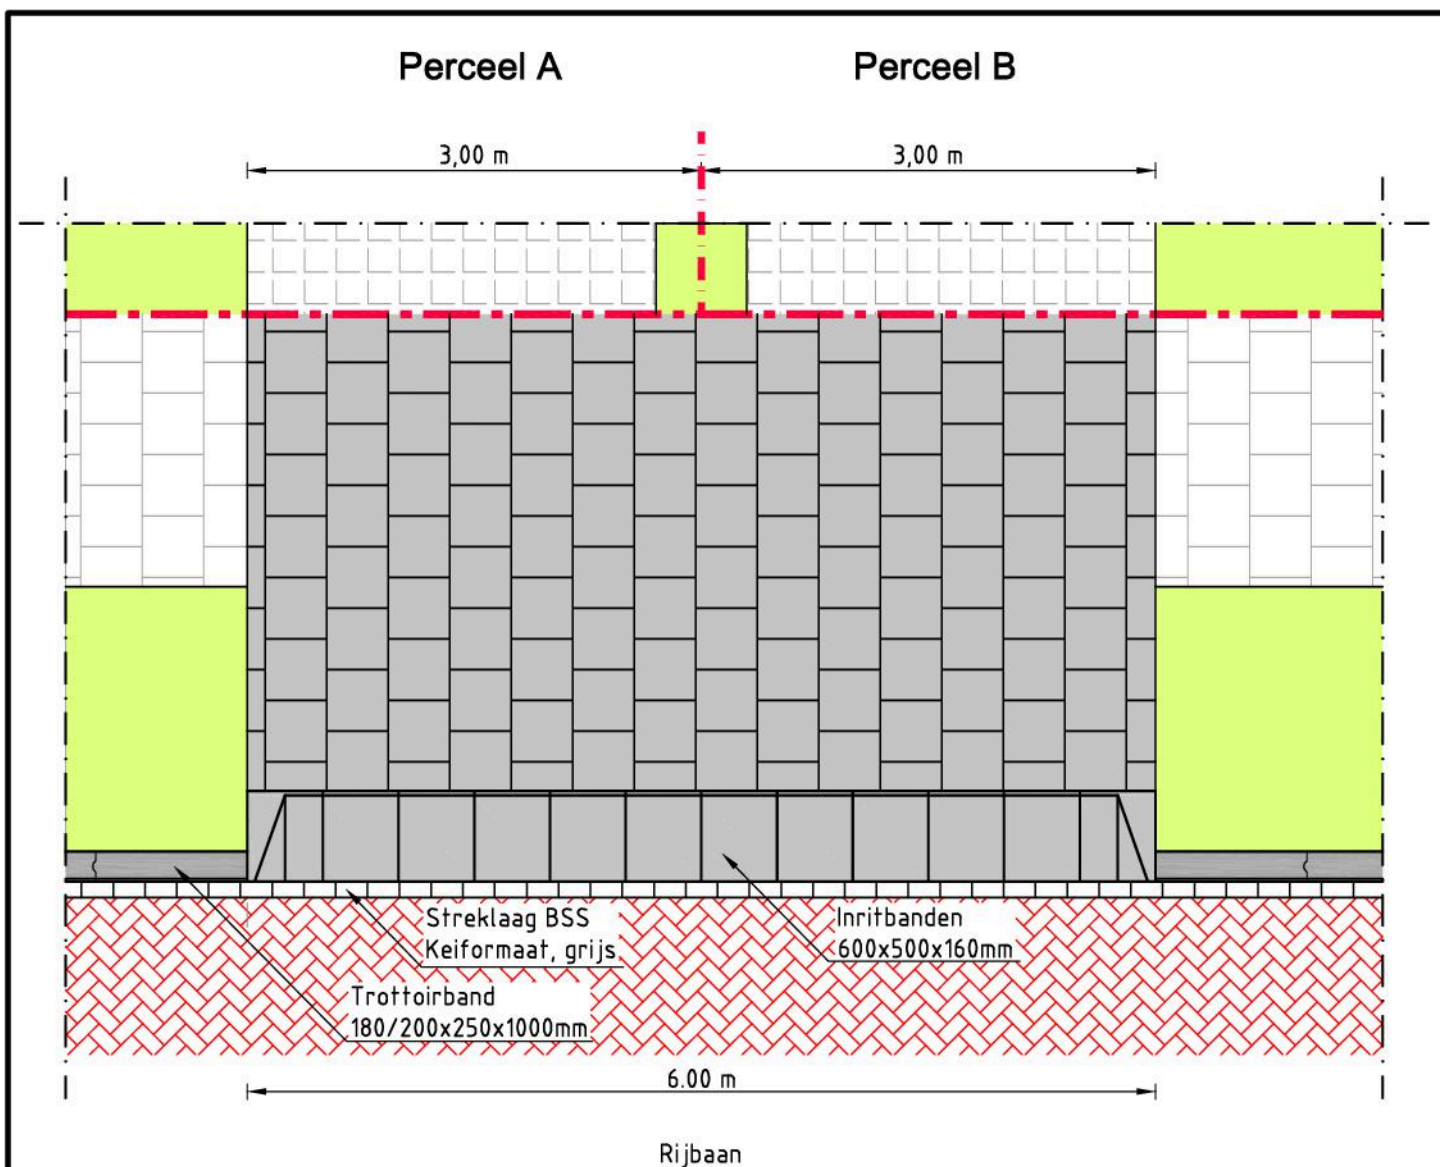 Perceel A
Perceel B
3,00 m
3,00 m
Streklaag BSS
Keiformaat, grijs
Inritbanden
600x500x160mm
Trottoirband
180/200x250x1000mm
6.00 m
Rijbaan